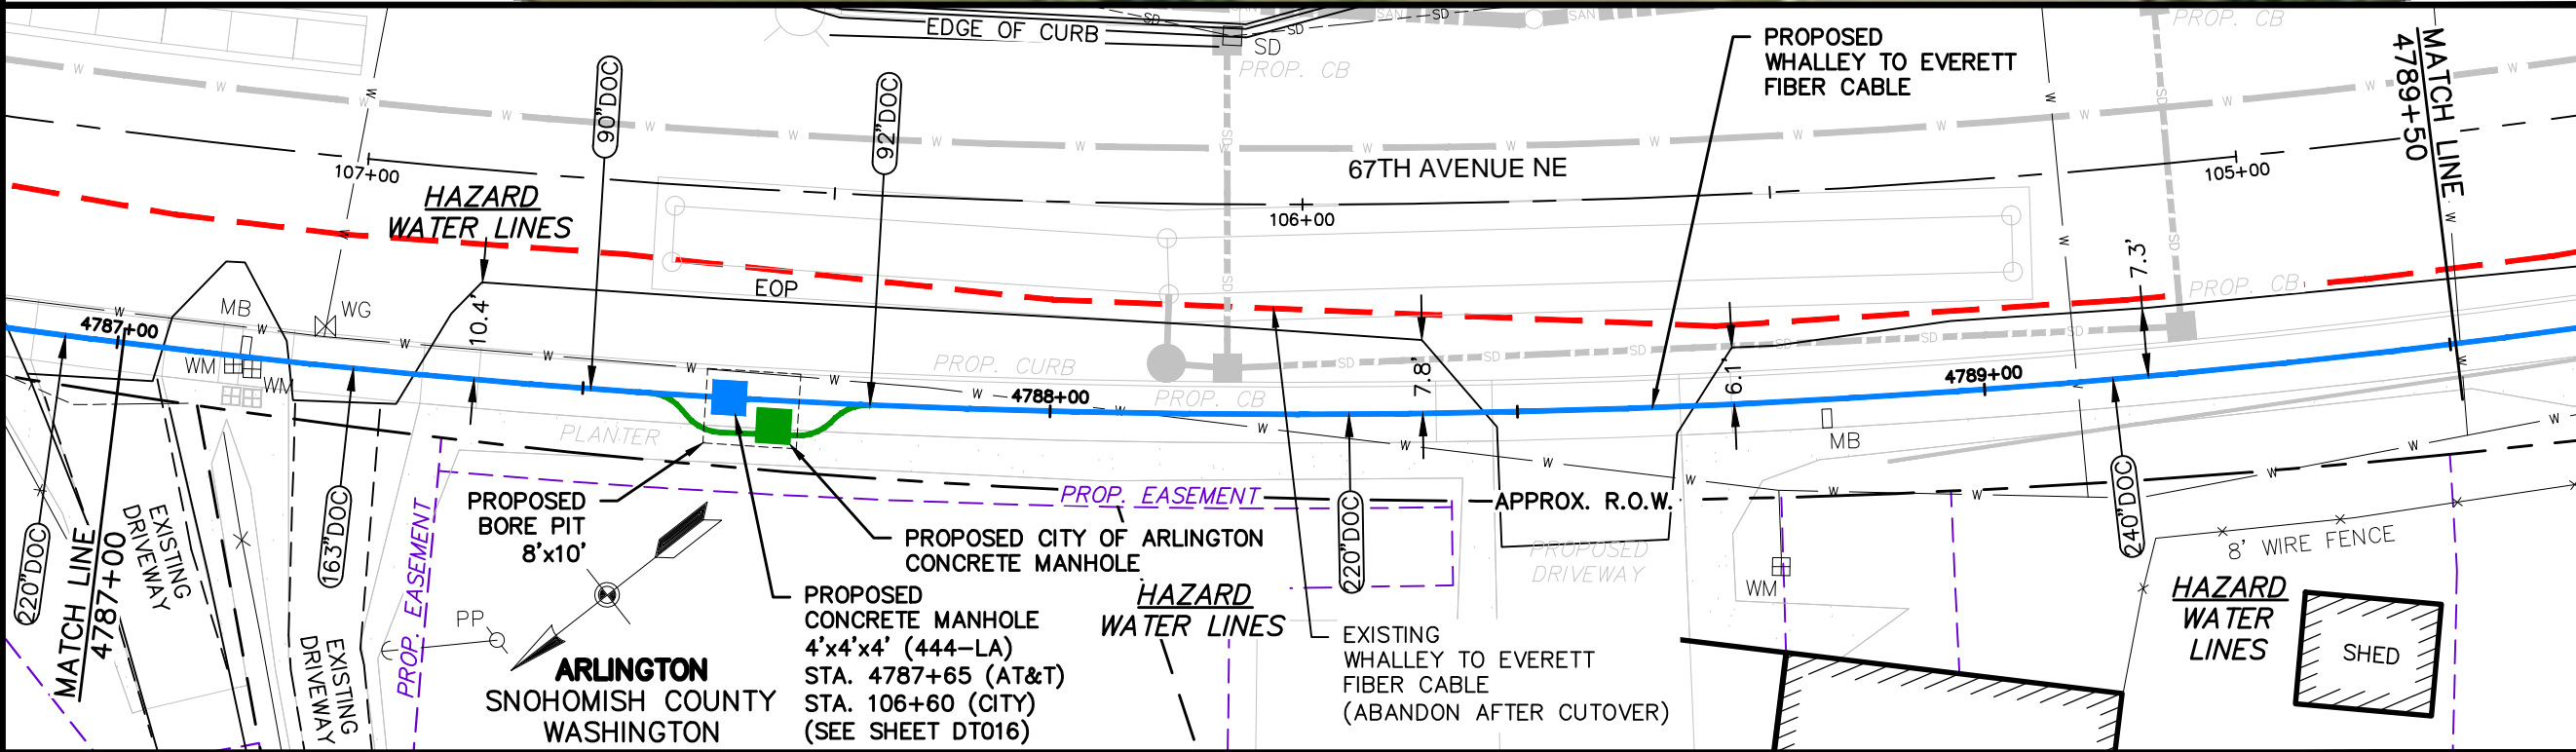 EDGE OF CURB
SD
SD
SAN
SD
SAN
SD
SD
PROP. CB
PROP. CB
PROPOSED
WHALLEY TO EVERETT
FIBER CABLE
MATCH LINE
4789+50
90"DOC
92"DOC
67TH AVENUE NE
107+00
106+00
105+00
HAZARD
WATER LINES
EOP
MB
WG
10.4'
4787+00
WM
WM
PROP. CURB
PROP. CB
4788+00
7.8'
6.1'
4789+00
7.3'
PROP. CB
MB
PLANTER
PROP. EASEMENT
APPROX. R.O.W.
PROPOSED
BORE PIT
8'x10'
PROPOSED CITY OF ARLINGTON
CONCRETE MANHOLE
PROPOSED
CONCRETE MANHOLE
4'x4'x4' (444-LA)
STA. 4787+65 (AT&T)
STA. 106+60 (CITY)
(SEE SHEET DT016)
HAZARD
WATER LINES
220"DOC
EXISTING
WHALLEY TO EVERETT
FIBER CABLE
(ABANDON AFTER CUTOVER)
PROPOSED
DRIVEWAY
WM
240"DOC
8' WIRE FENCE
HAZARD
WATER
LINES
SHED
220"DOC
MATCH LINE
4787+00
EXISTING
DRIVEWAY
163"DOC
EXISTING
DRIVEWAY
PROP. EASEMENT
PP
ARLINGTON
SNOHOMISH COUNTY
WASHINGTON